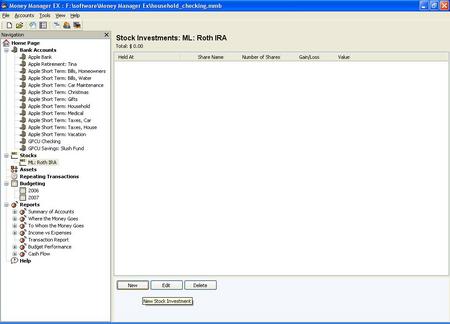 Money Manager EX : F:\software\Money Manager Ex\household_checking.mmb
File Accounts Tools View Help
Navigation
Home Page
Bank Accounts
Apple Bank
Apple Retirement: Tina
Apple Short Term: Bills, Homeowners
Apple Short Term: Bills, Water
Apple Short Term: Car Maintenance
Apple Short Term: Christmas
Apple Short Term: Gifts
Apple Short Term: Household
Apple Short Term: Medical
Apple Short Term: Taxes, Car
Apple Short Term: Taxes, House
Apple Short Term: Vacation
GPCU Checking
GPCU Savings: Slush Fund
Stocks
ML: Roth IRA
Assets
Repeating Transactions
Budgeting
2006
2007
Reports
Summary of Accounts
Where the Money Goes
To Whom the Money Goes
Income vs Expenses
Transaction Report
Budget Performance
Cash Flow
Help
Stock Investments: ML: Roth IRA
Total: $ 0.00
Held At Share Name Number of Shares Gain/Loss Value
New Edit Delete
New Stock Investment